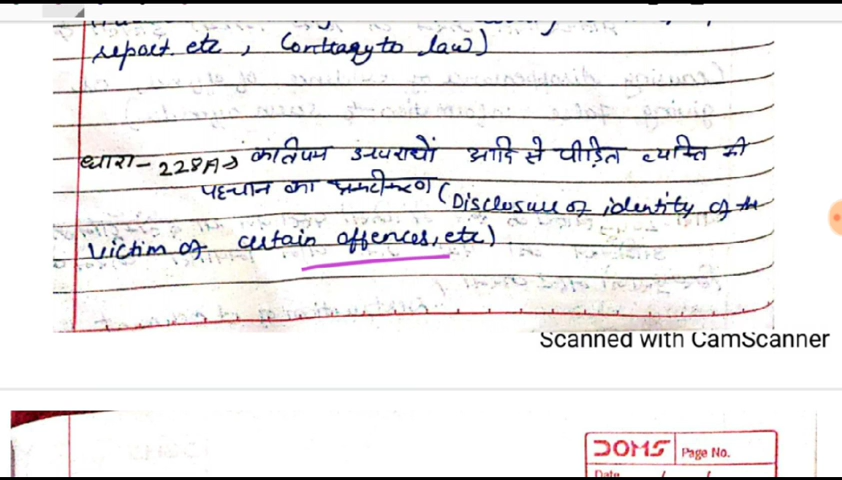 report. etc, Contrary to law)
धारा- 228A→ कतिपय अपराधों आदि से पीड़ित व्यक्ति की
पहचान का प्रकटीकरण (Disclosure of identity of the
victim of certain offences, etc)
Scanned with CamScanner
DOMS Page No.
Date / /